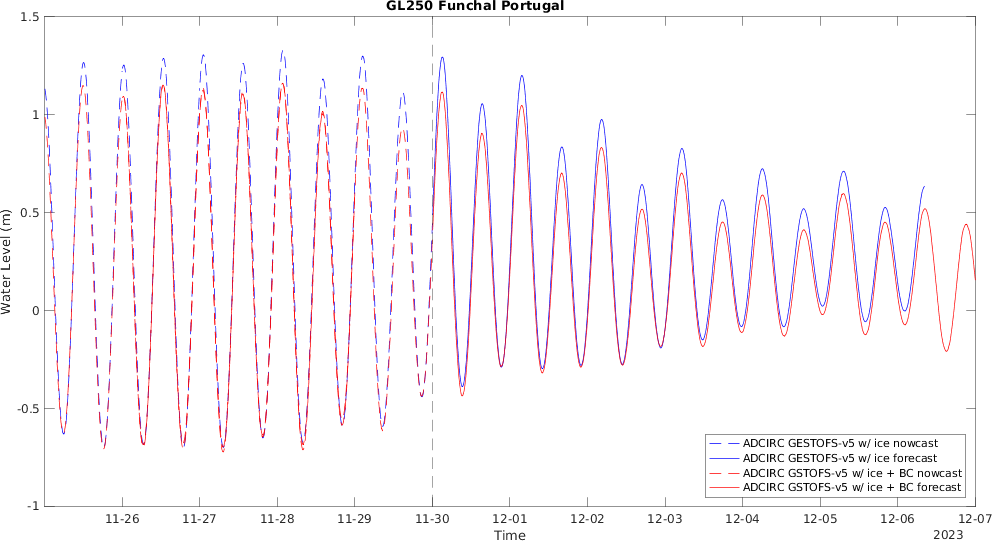 GL250 Funchal Portugal
1.5
1
0.5
0
-0.5
-1
Water Level (m)
11-26
11-27
11-28
11-29
11-30
12-01
12-02
12-03
12-04
12-05
12-06
12-07
Time
2023
ADCIRC GESTOFS-v5 w/ ice nowcast
ADCIRC GESTOFS-v5 w/ ice forecast
ADCIRC GSTOFS-v5 w/ ice + BC nowcast
ADCIRC GSTOFS-v5 w/ ice + BC forecast